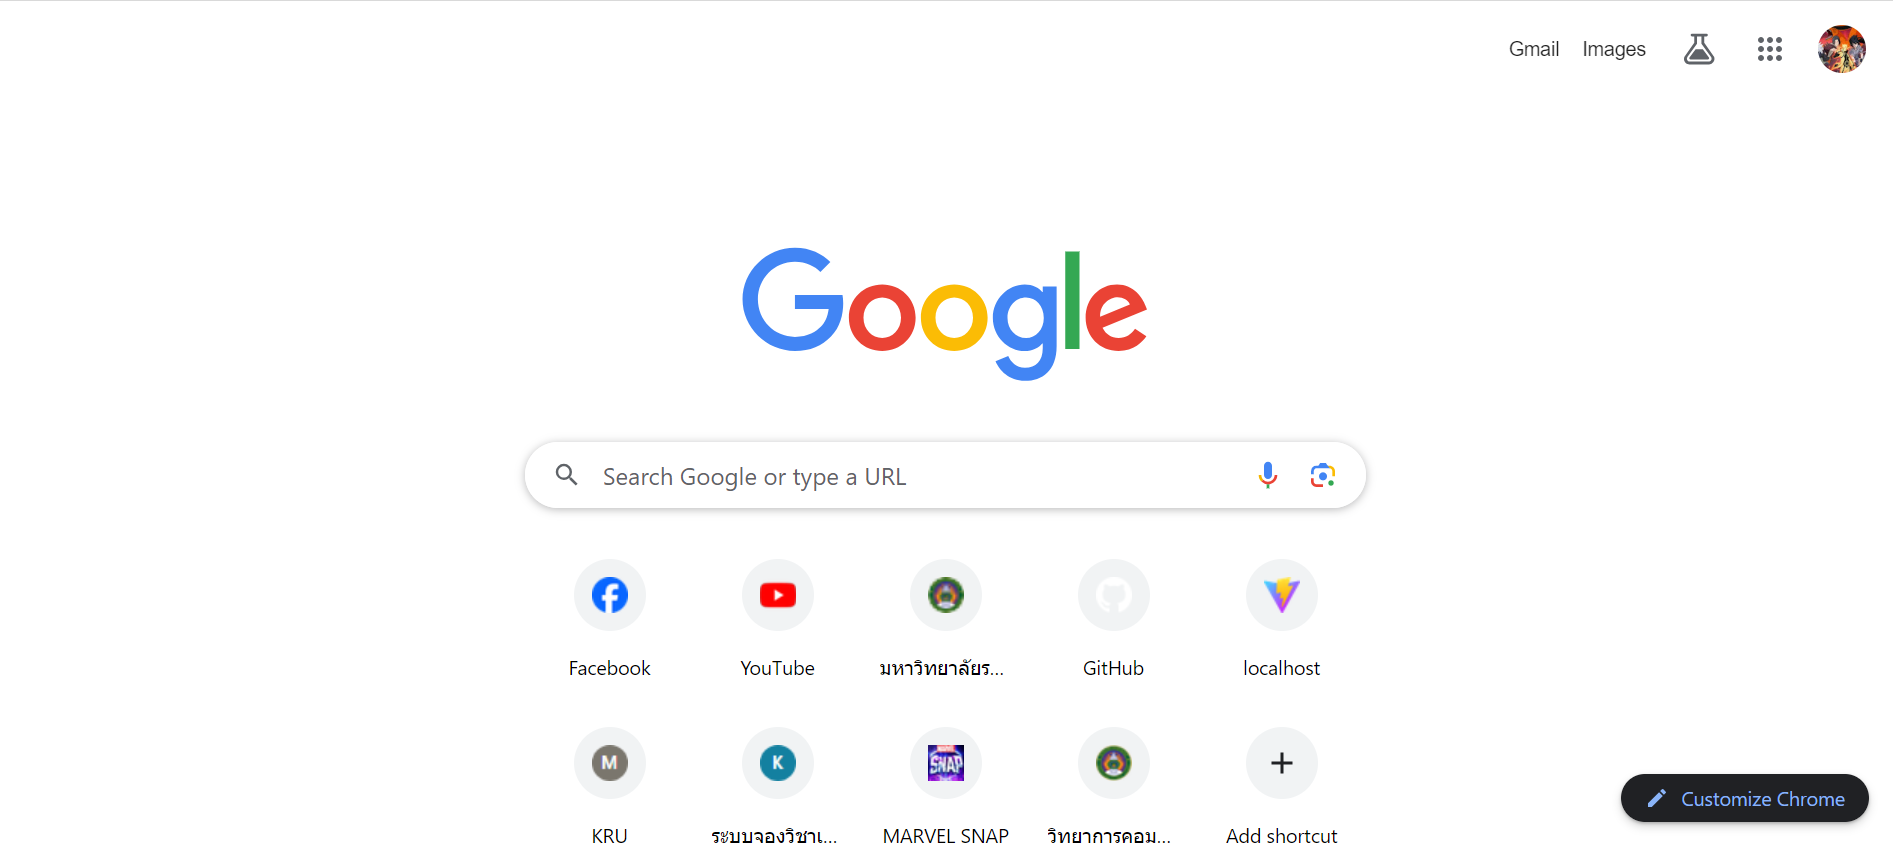 Gmail Images
Google
Search Google or type a URL
Facebook YouTube มหาวิทยาลัยร... GitHub localhost
M K MARVEL SNAP
KRU ระบบจองวิชาเ... MARVEL SNAP วิทยาการคอม... Add shortcut
Customize Chrome